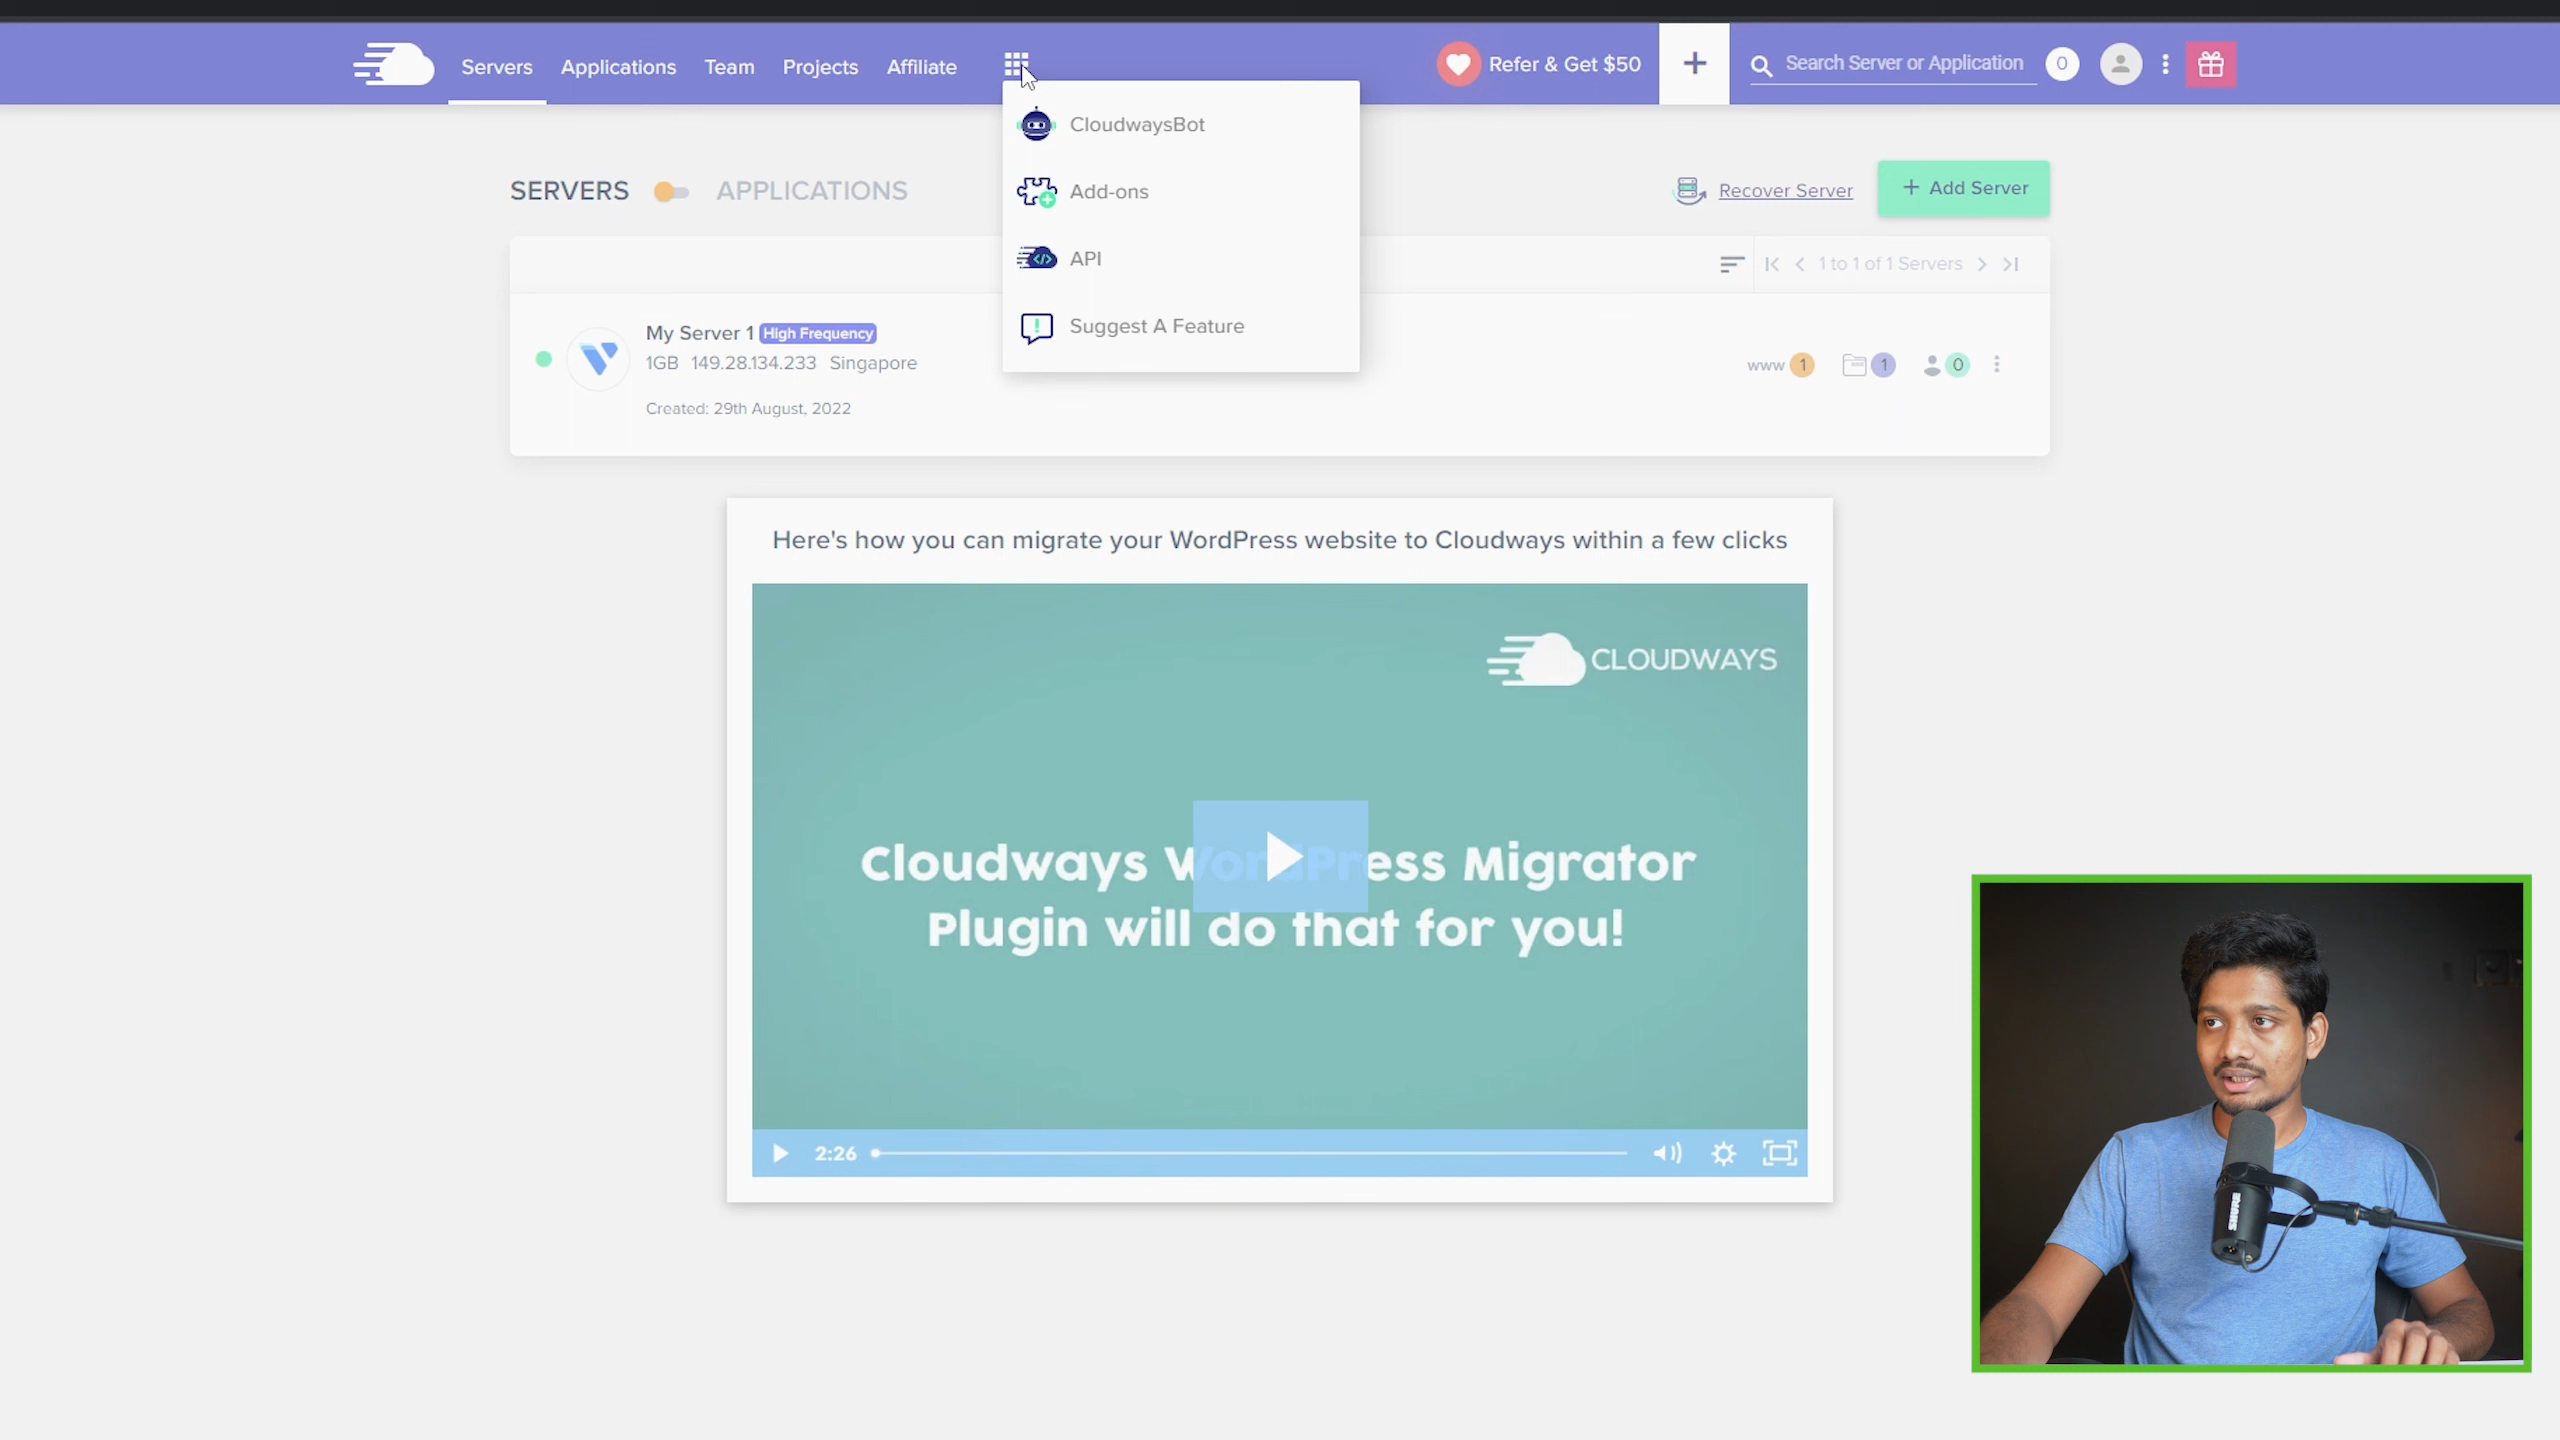 Servers Applications Team Projects Affiliate Refer & Get $50 + Search Server or Application 0
CloudwaysBot
Add-ons
API
Suggest A Feature
SERVERS APPLICATIONS Recover Server + Add Server
1 to 1 of 1 Servers
My Server 1 High Frequency
1GB 149.28.134.233 Singapore
www 1 1 0
Created: 29th August, 2022
Here's how you can migrate your WordPress website to Cloudways within a few clicks
CLOUDWAYS
Cloudways WordPress Migrator
Plugin will do that for you!
2:26
SHURE